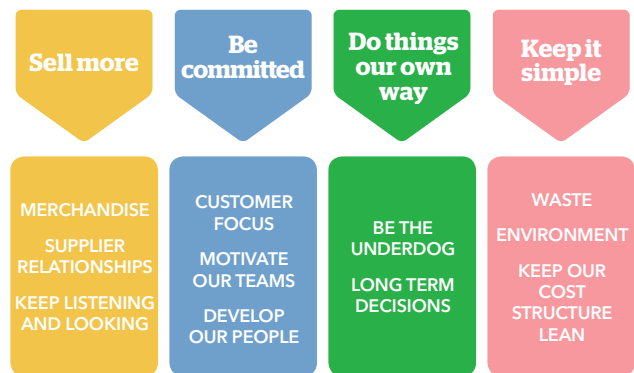 Sell more
Be
committed
Do things
our own
way
Keep it
simple
MERCHANDISE
SUPPLIER
RELATIONSHIPS
KEEP LISTENING
AND LOOKING
CUSTOMER
FOCUS
MOTIVATE
OUR TEAMS
DEVELOP
OUR PEOPLE
BE THE
UNDERDOG
LONG TERM
DECISIONS
WASTE
ENVIRONMENT
KEEP OUR
COST
STRUCTURE
LEAN